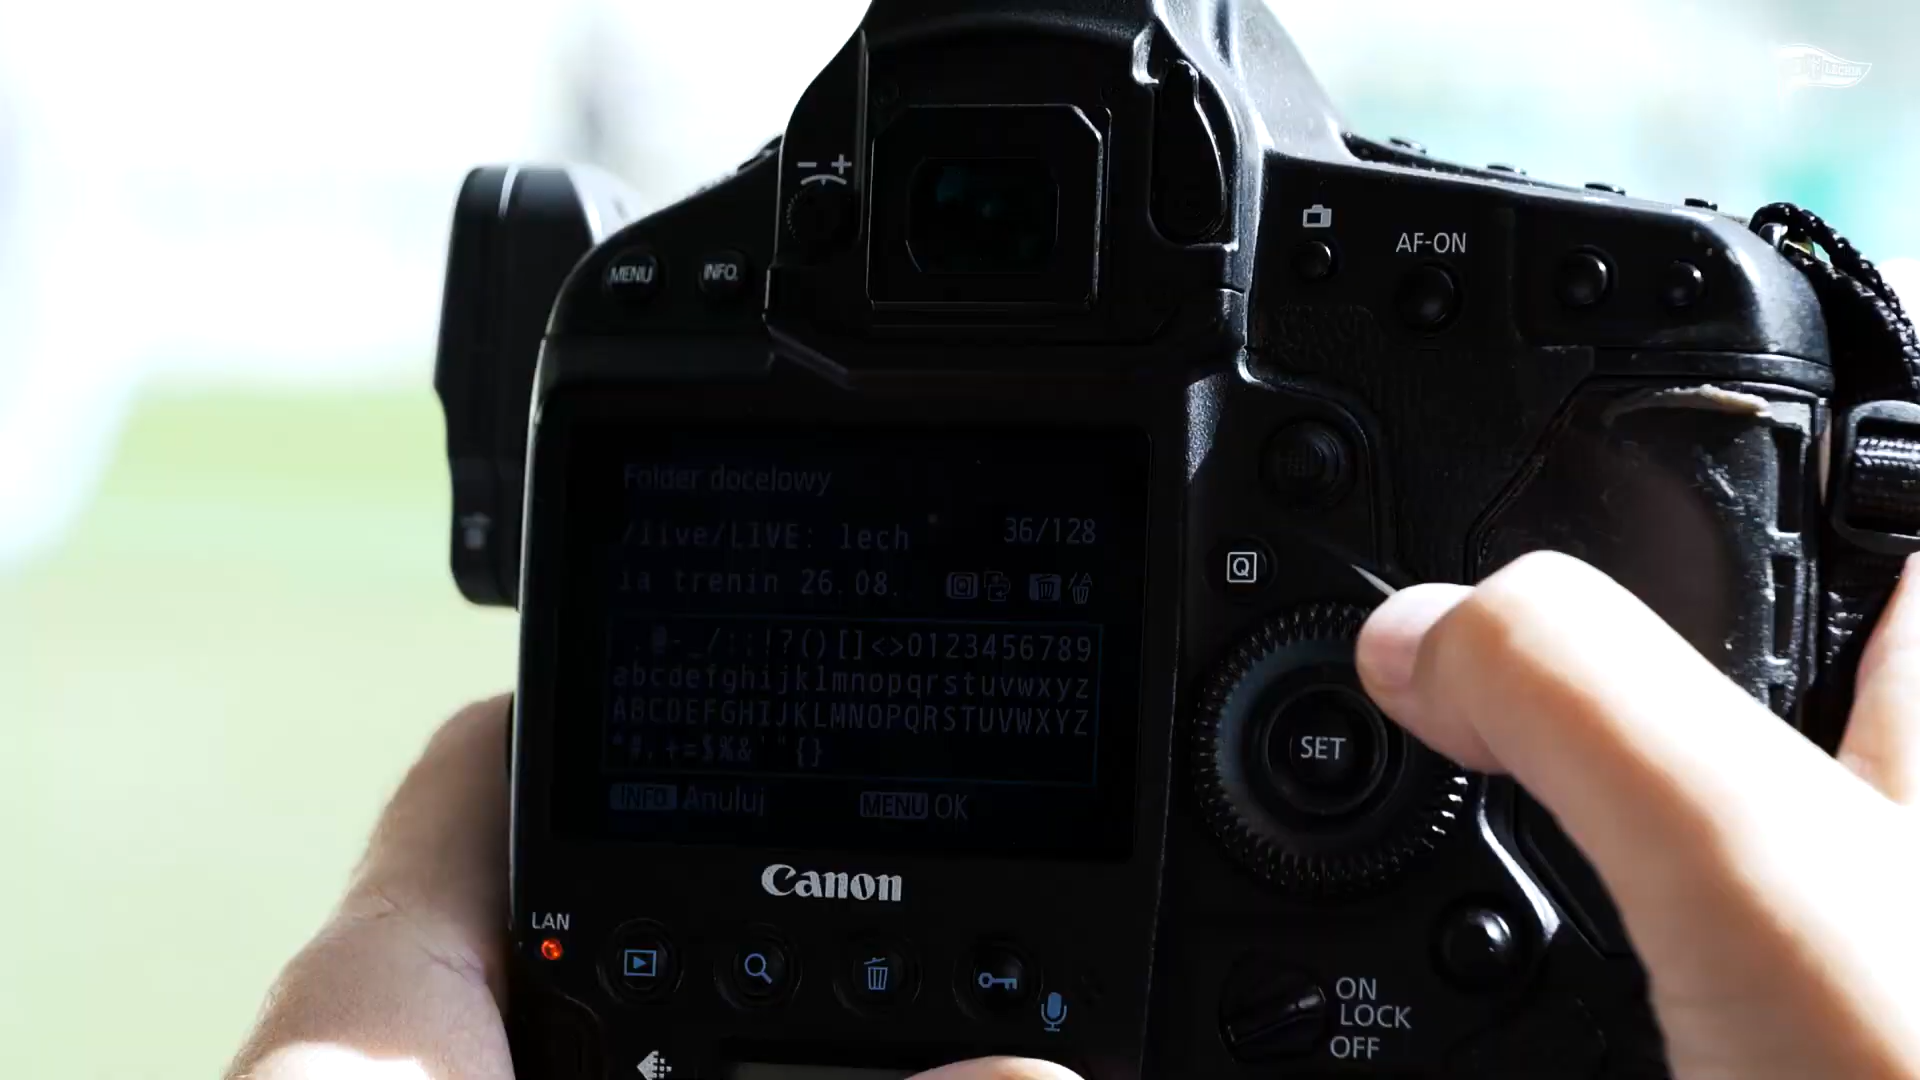 MENU
INFO.
AF-ON
Folder docelowy
/live/LIVE: lech
36/128
ia trenin 26.08.
Q
abcdefghijklmnopqrstuvwxyz
ABCDEFGHIJKLMNOPQRSTUVWXYZ
INFO Anuluj
MENU OK
SET
Canon
LAN
ON
LOCK
OFF